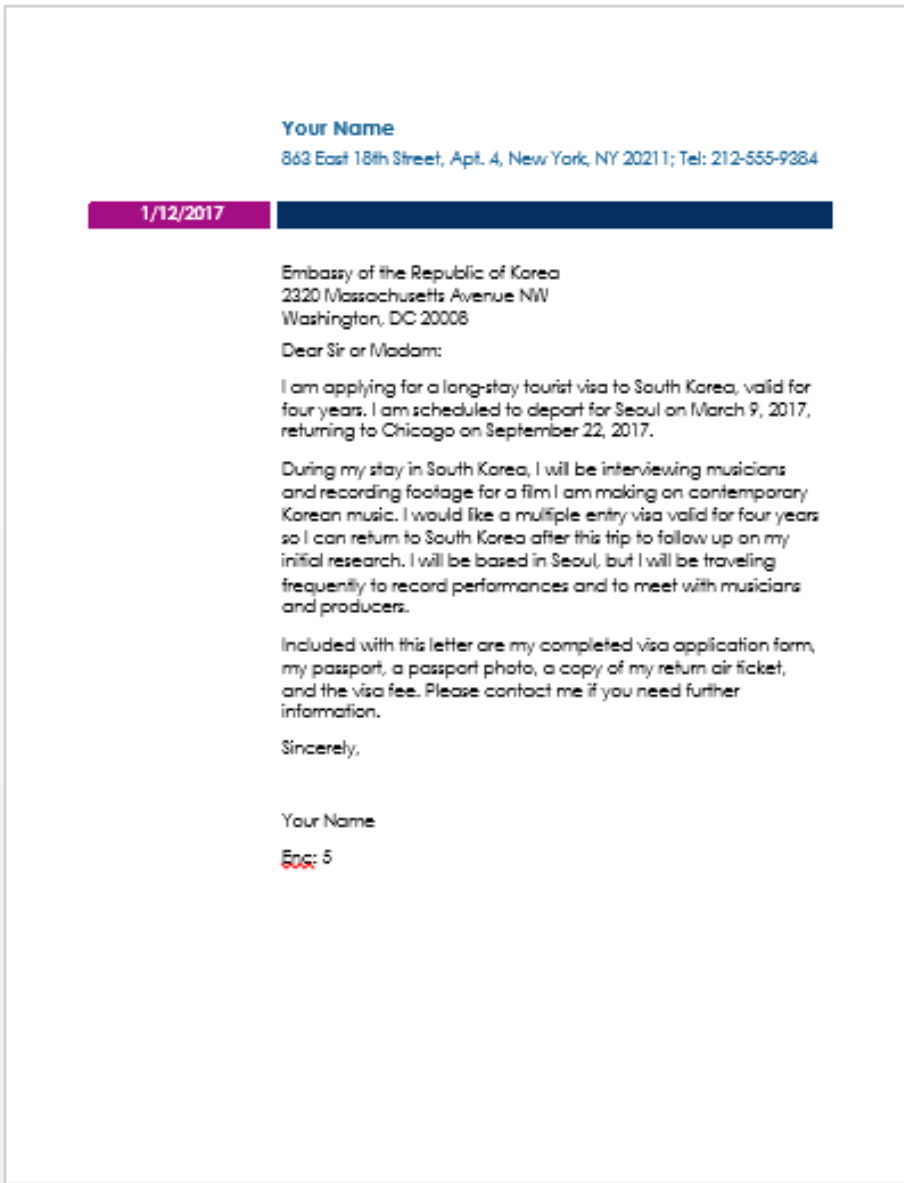 Your Name
863 East 18th Street, Apt. 4, New York, NY 20211; Tel: 212-555-9384
1/12/2017
Embassy of the Republic of Korea
2320 Massachusetts Avenue NW
Washington, DC 20008
Dear Sir or Madam:
I am applying for a long-stay tourist visa to South Korea, valid for
four years. I am scheduled to depart for Seoul on March 9, 2017,
returning to Chicago on September 22, 2017.
During my stay in South Korea, I will be interviewing musicians
and recording footage for a film I am making on contemporary
Korean music. I would like a multiple entry visa valid for four years
so I can return to South Korea after this trip to follow up on my
initial research. I will be based in Seoul, but I will be traveling
frequently to record performances and to meet with musicians
and producers.
Included with this letter are my completed visa application form,
my passport, a passport photo, a copy of my return air ticket,
and the visa fee. Please contact me if you need further
information.
Sincerely,
Your Name
Enc: 5